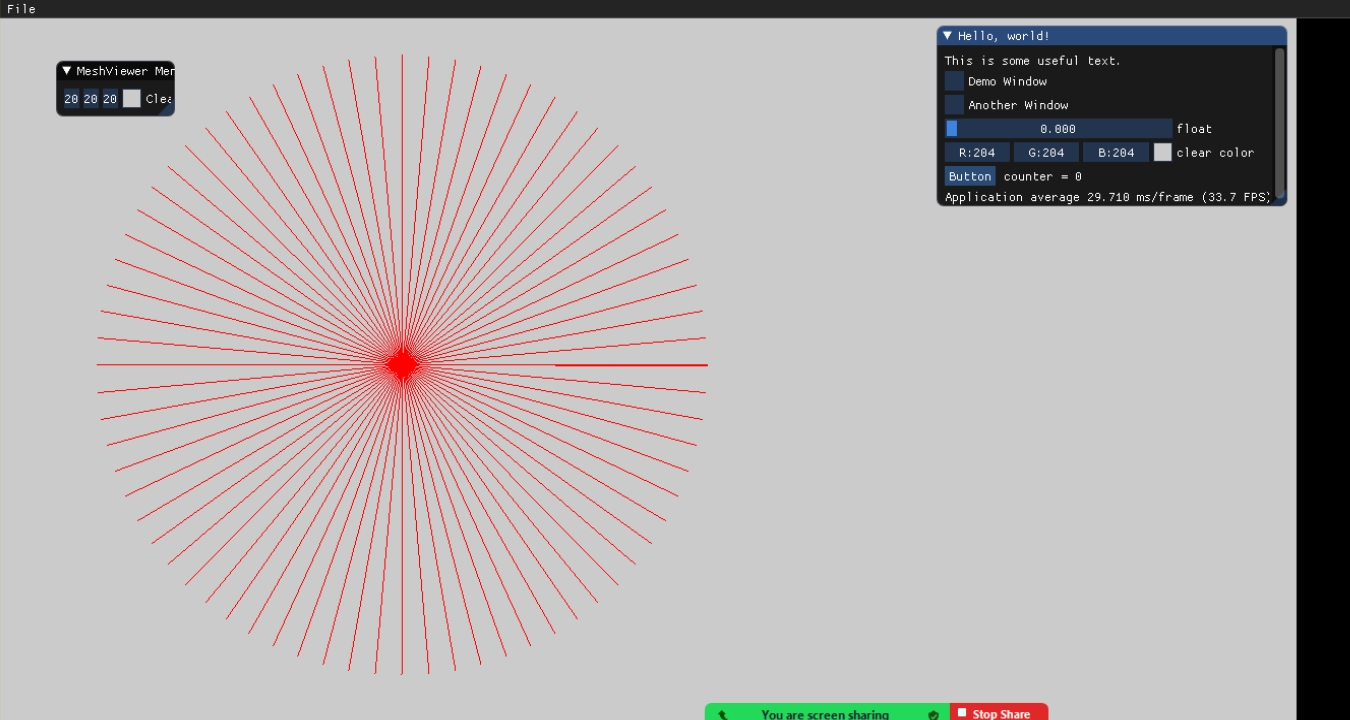 File
Hello, world!
This is some useful text.
MeshViewer
20 20 20
Demo Window
Another Window
0.000 float
R:204 G:204 B:204 clear color
Button counter = 0
Application average 29.710 ms/frame (33.7 FPS)
You are screen sharing
Stop Share